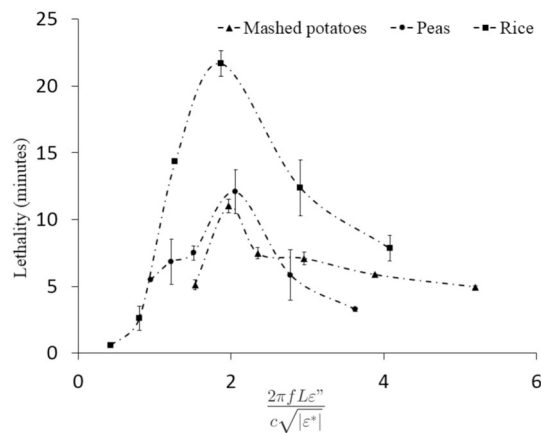 Mashed potatoes Peas Rice
25
20
15
10
5
0
Lethality (minutes)
0 2 4 6
2πfLε”
c√|ε*|